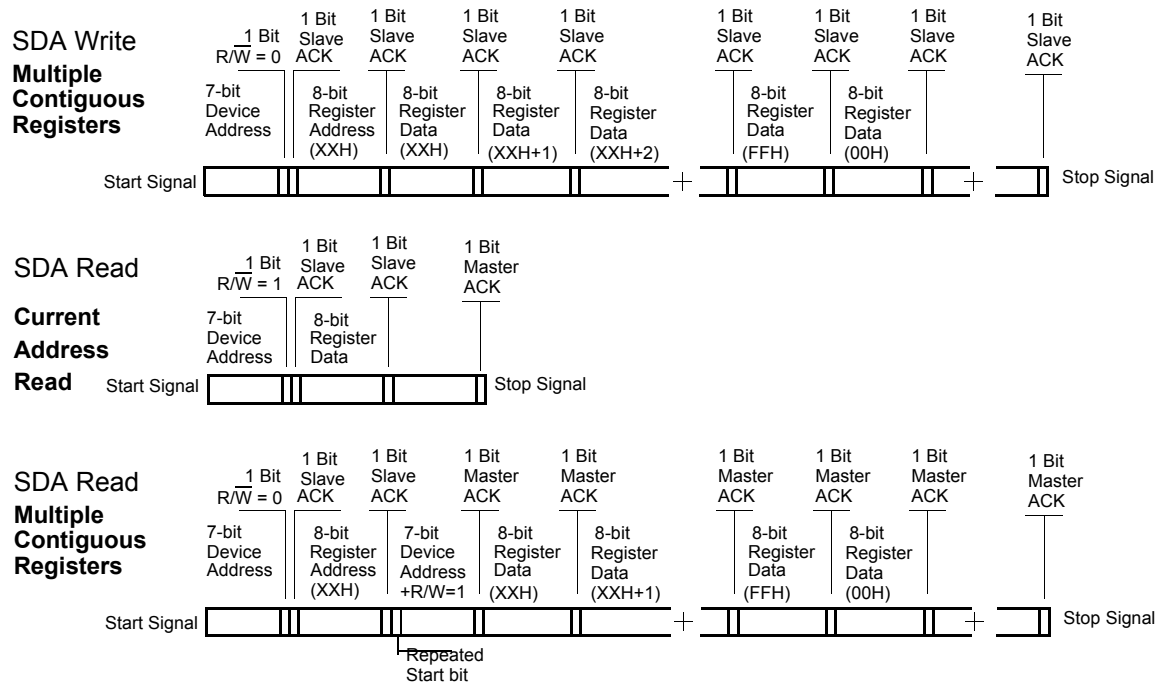 SDA Write
Multiple
Contiguous
Registers
1 Bit
R/W = 0
1 Bit
Slave
ACK
1 Bit
Slave
ACK
1 Bit
Slave
ACK
1 Bit
Slave
ACK
1 Bit
Slave
ACK
1 Bit
Slave
ACK
1 Bit
Slave
ACK
1 Bit
Slave
ACK
7-bit
Device
Address
8-bit
Register
Address
(XXH)
8-bit
Register
Data
(XXH)
8-bit
Register
Data
(XXH+1)
8-bit
Register
Data
(XXH+2)
8-bit
Register
Data
(FFH)
8-bit
Register
Data
(00H)
Start Signal
Stop Signal
SDA Read
Current
Address
Read
1 Bit
R/W = 1
1 Bit
Slave
ACK
1 Bit
Slave
ACK
1 Bit
Master
ACK
7-bit
Device
Address
8-bit
Register
Data
Start Signal
Stop Signal
SDA Read
Multiple
Contiguous
Registers
1 Bit
R/W = 0
1 Bit
Slave
ACK
1 Bit
Slave
ACK
1 Bit
Master
ACK
1 Bit
Master
ACK
1 Bit
Master
ACK
1 Bit
Master
ACK
1 Bit
Master
ACK
1 Bit
Master
ACK
7-bit
Device
Address
8-bit
Register
Address
(XXH)
7-bit
Device
Address
+R/W=1
8-bit
Register
Data
(XXH)
8-bit
Register
Data
(XXH+1)
8-bit
Register
Data
(FFH)
8-bit
Register
Data
(00H)
Start Signal
Stop Signal
Repeated
Start bit